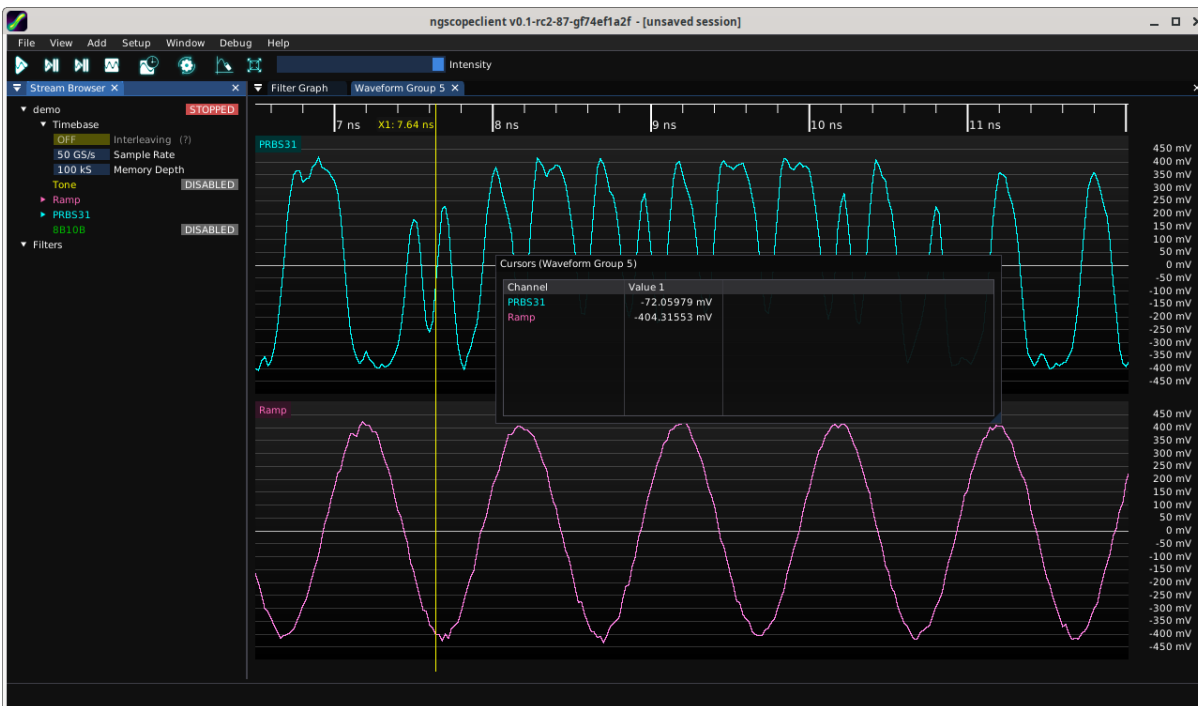 ngscopeclient v0.1-rc2-87-gf74ef1a2f - [unsaved session]
File View Add Setup Window Debug Help
Intensity
Stream Browser
Filter Graph
Waveform Group 5
demo
STOPPED
Timebase
OFF Interleaving (?)
50 GS/s Sample Rate
100 kS Memory Depth
Tone DISABLED
Ramp
PRBS31
8B10B DISABLED
Filters
7 ns X1: 7.64 ns 8 ns 9 ns 10 ns 11 ns
PRBS31
450 mV
400 mV
350 mV
300 mV
250 mV
200 mV
150 mV
100 mV
50 mV
0 mV
-50 mV
-100 mV
-150 mV
-200 mV
-250 mV
-300 mV
-350 mV
-400 mV
-450 mV
Cursors (Waveform Group 5)
Channel Value 1
PRBS31 -72.05979 mV
Ramp -404.31553 mV
Ramp
450 mV
400 mV
350 mV
300 mV
250 mV
200 mV
150 mV
100 mV
50 mV
0 mV
-50 mV
-100 mV
-150 mV
-200 mV
-250 mV
-300 mV
-350 mV
-400 mV
-450 mV